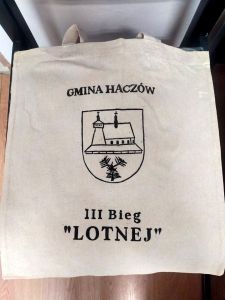 GMINA HACZÓW
III Bieg
"LOTNEJ"